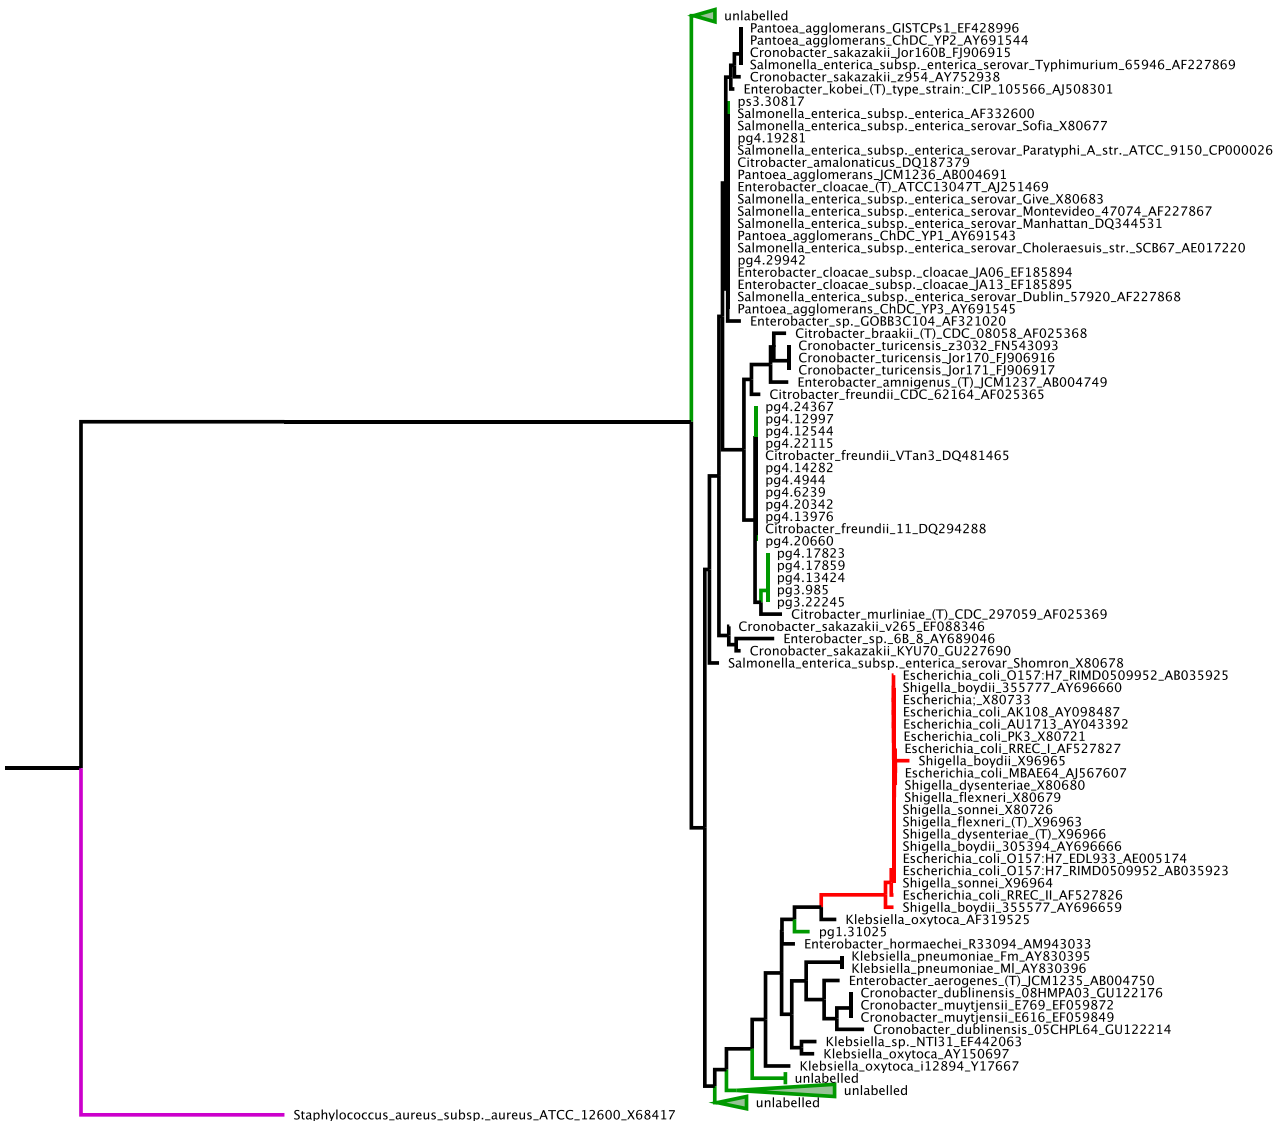 unlabelled
Pantoea_agglomerans_GISTCPs1_EF428996
Pantoea_agglomerans_ChDC_YP2_AY691544
Cronobacter_sakazakii_Jor160B_FJ906915
Salmonella_enterica_subsp._enterica_serovar_Typhimurium_65946_AF227869
Cronobacter_sakazakii_z954_AY752938
Enterobacter_kobei_(T)_type_strain:_CIP_105566_AJ508301
ps3.30817
Salmonella_enterica_subsp._enterica_AF332600
Salmonella_enterica_subsp._enterica_serovar_Sofia_X80677
pg4.19281
Salmonella_enterica_subsp._enterica_serovar_Paratyphi_A_str._ATCC_9150_CP000026
Citrobacter_amalonaticus_DQ187379
Pantoea_agglomerans_JCM1236_AB004691
Enterobacter_cloacae_(T)_ATCC13047T_AJ251469
Salmonella_enterica_subsp._enterica_serovar_Give_X80683
Salmonella_enterica_subsp._enterica_serovar_Montevideo_47074_AF227867
Salmonella_enterica_subsp._enterica_serovar_Manhattan_DQ344531
Pantoea_agglomerans_ChDC_YP1_AY691543
Salmonella_enterica_subsp._enterica_serovar_Choleraesuis_str._SCB67_AE017220
pg4.29942
Enterobacter_cloacae_subsp._cloacae_JA06_EF185894
Enterobacter_cloacae_subsp._cloacae_JA13_EF185895
Salmonella_enterica_subsp._enterica_serovar_Dublin_57920_AF227868
Pantoea_agglomerans_ChDC_YP3_AY691545
Enterobacter_sp._GOBB3C104_AF321020
Citrobacter_braakii_(T)_CDC_08058_AF025368
Cronobacter_turicensis_z3032_FN543093
Cronobacter_turicensis_Jor170_FJ906916
Cronobacter_turicensis_Jor171_FJ906917
Enterobacter_amnigenus_(T)_JCM1237_AB004749
Citrobacter_freundii_CDC_62164_AF025365
pg4.24367
pg4.12997
pg4.12544
pg4.22115
Citrobacter_freundii_VTan3_DQ481465
pg4.14282
pg4.4944
pg4.6239
pg4.20342
pg4.13976
Citrobacter_freundii_11_DQ294288
pg4.20660
pg4.17823
pg4.17859
pg4.13424
pg3.985
pg3.22245
Citrobacter_murliniae_(T)_CDC_297059_AF025369
Cronobacter_sakazakii_v265_EF088346
Enterobacter_sp._6B_8_AY689046
Cronobacter_sakazakii_KYU70_GU227690
Salmonella_enterica_subsp._enterica_serovar_Shomron_X80678
Escherichia_coli_O157:H7_RIMD0509952_AB035925
Shigella_boydii_355777_AY696660
Escherichia;_X80733
Escherichia_coli_AK108_AY098487
Escherichia_coli_AU1713_AY043392
Escherichia_coli_PK3_X80721
Escherichia_coli_RREC_I_AF527827
Shigella_boydii_X96965
Escherichia_coli_MBAE64_AJ567607
Shigella_dysenteriae_X80680
Shigella_flexneri_X80679
Shigella_sonnei_X80726
Shigella_flexneri_(T)_X96963
Shigella_dysenteriae_(T)_X96966
Shigella_boydii_305394_AY696666
Escherichia_coli_O157:H7_EDL933_AE005174
Escherichia_coli_O157:H7_RIMD0509952_AB035923
Shigella_sonnei_X96964
Escherichia_coli_RREC_II_AF527826
Shigella_boydii_355577_AY696659
Klebsiella_oxytoca_AF319525
pg1.31025
Enterobacter_hormaechei_R33094_AM943033
Klebsiella_pneumoniae_Fm_AY830395
Klebsiella_pneumoniae_MI_AY830396
Enterobacter_aerogenes_(T)_JCM1235_AB004750
Cronobacter_dublinensis_08HMPA03_GU122176
Cronobacter_muytjensii_E769_EF059872
Cronobacter_muytjensii_E616_EF059849
Cronobacter_dublinensis_05CHPL64_GU122214
Klebsiella_sp._NTI31_EF442063
Klebsiella_oxytoca_AY150697
Klebsiella_oxytoca_i12894_Y17667
unlabelled
unlabelled
unlabelled
Staphylococcus_aureus_subsp._aureus_ATCC_12600_X68417